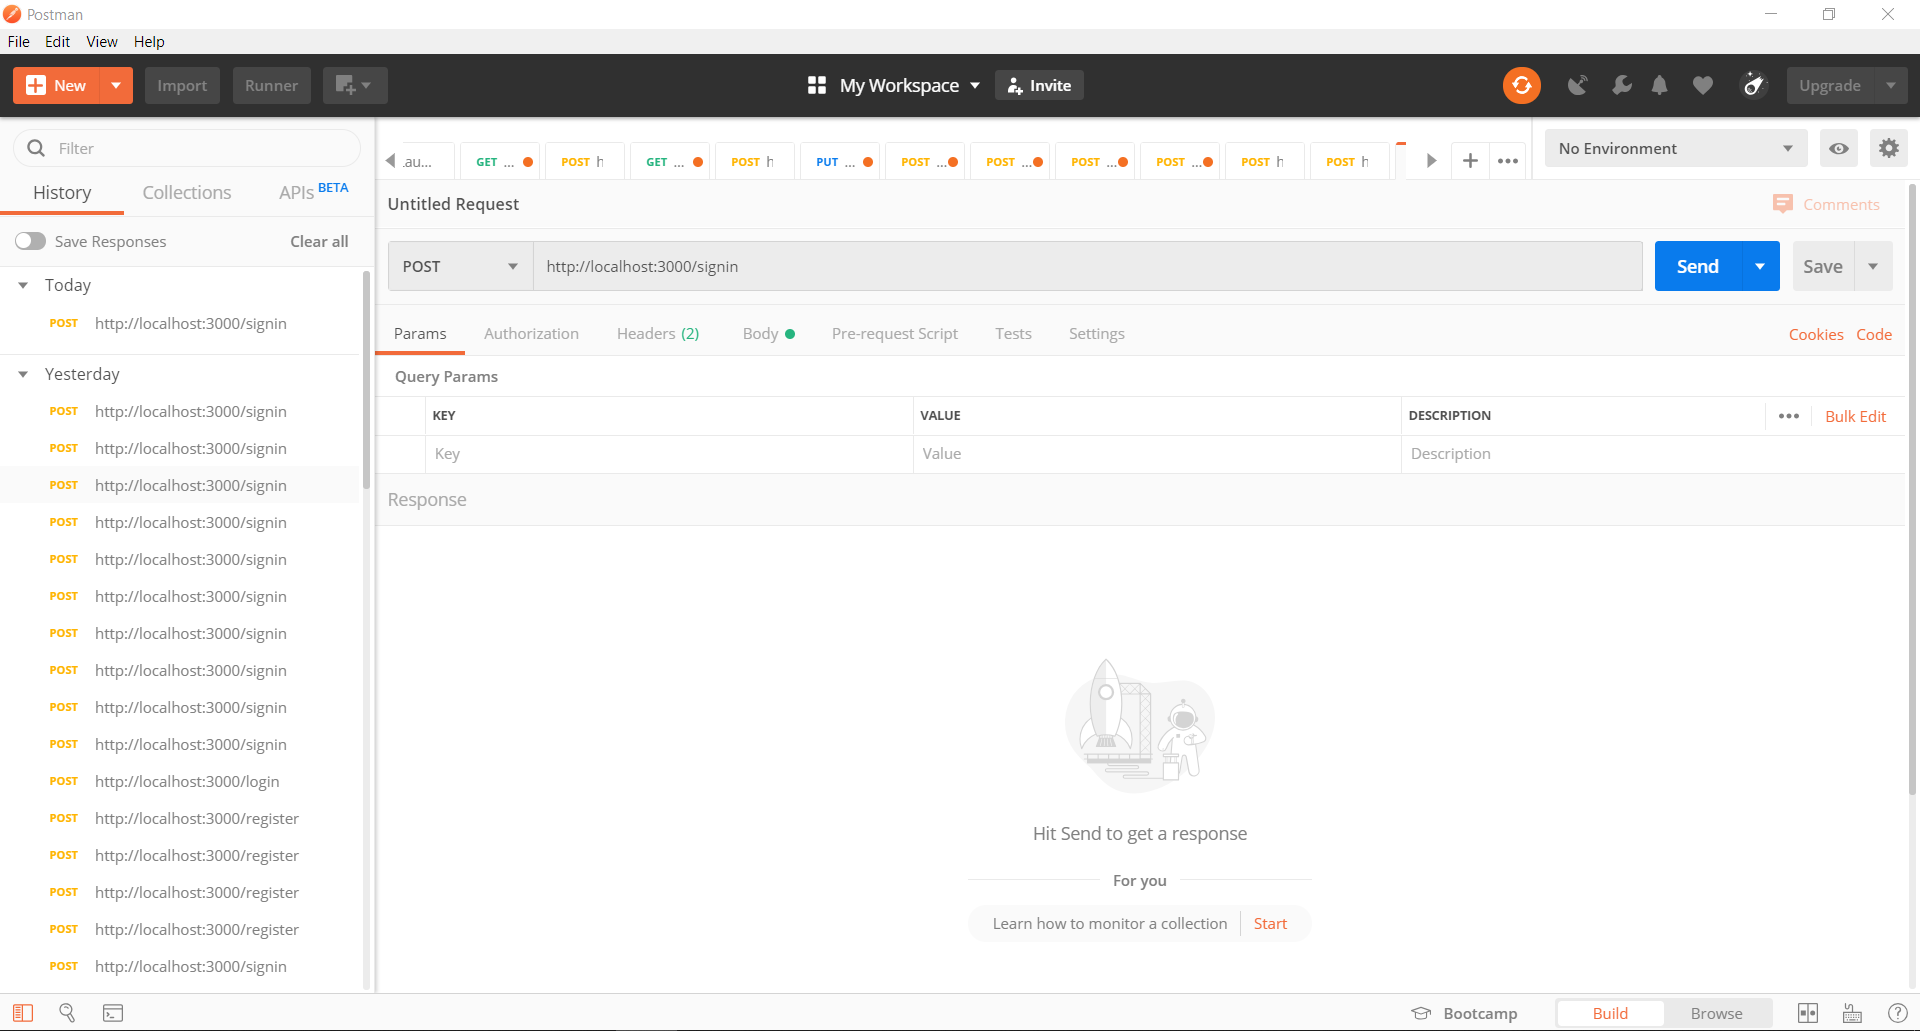 Postman
File Edit View Help
New Import Runner My Workspace Invite Upgrade
Filter
History Collections APIs BETA
Save Responses Clear all
Today
POST http://localhost:3000/signin
Yesterday
POST http://localhost:3000/signin
POST http://localhost:3000/signin
POST http://localhost:3000/signin
POST http://localhost:3000/signin
POST http://localhost:3000/signin
POST http://localhost:3000/signin
POST http://localhost:3000/signin
POST http://localhost:3000/signin
POST http://localhost:3000/signin
POST http://localhost:3000/signin
POST http://localhost:3000/login
POST http://localhost:3000/register
POST http://localhost:3000/register
POST http://localhost:3000/register
POST http://localhost:3000/register
POST http://localhost:3000/signin
.au... GET ... POST h GET ... POST h PUT ... POST ... POST ... POST ... POST ... POST h POST h
No Environment
Untitled Request Comments
POST http://localhost:3000/signin Send Save
Params Authorization Headers (2) Body Pre-request Script Tests Settings Cookies Code
Query Params
KEY VALUE DESCRIPTION Bulk Edit
Key Value Description
Response
Hit Send to get a response
For you
Learn how to monitor a collection Start
Bootcamp Build Browse